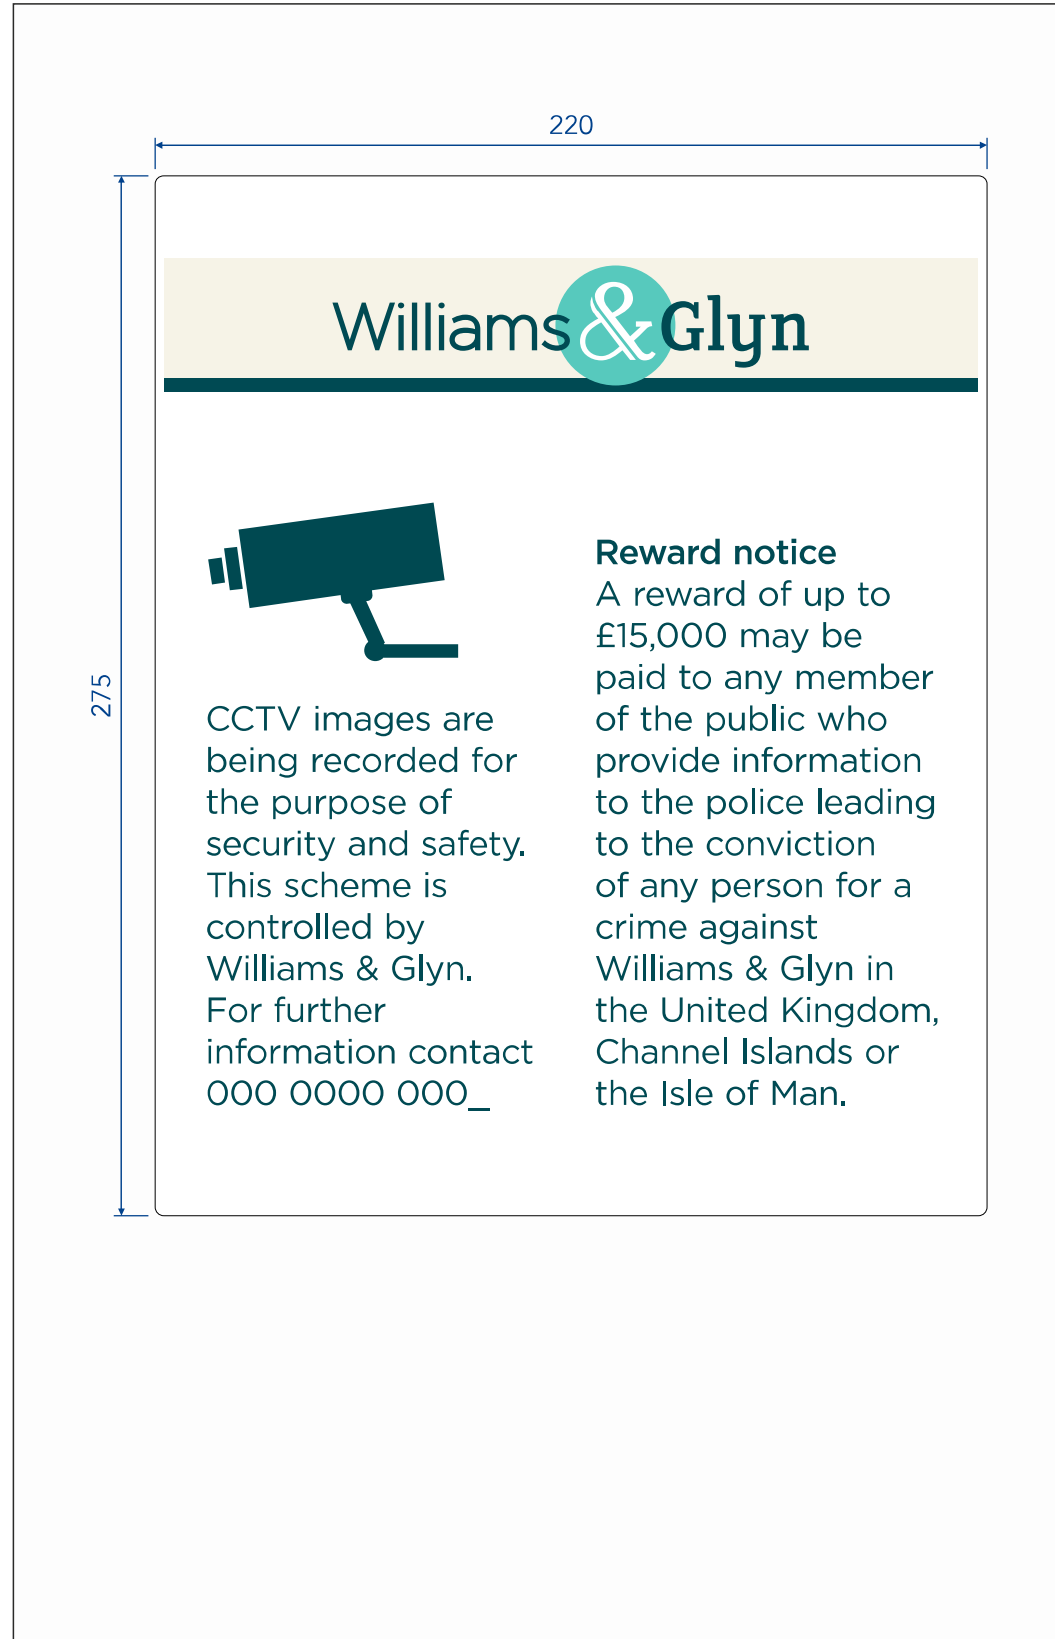 220
275
Williams & Glyn
CCTV images are
being recorded for
the purpose of
security and safety.
This scheme is
controlled by
Williams & Glyn.
For further
information contact
000 0000 000_
Reward notice
A reward of up to
£15,000 may be
paid to any member
of the public who
provide information
to the police leading
to the conviction
of any person for a
crime against
Williams & Glyn in
the United Kingdom,
Channel Islands or
the Isle of Man.